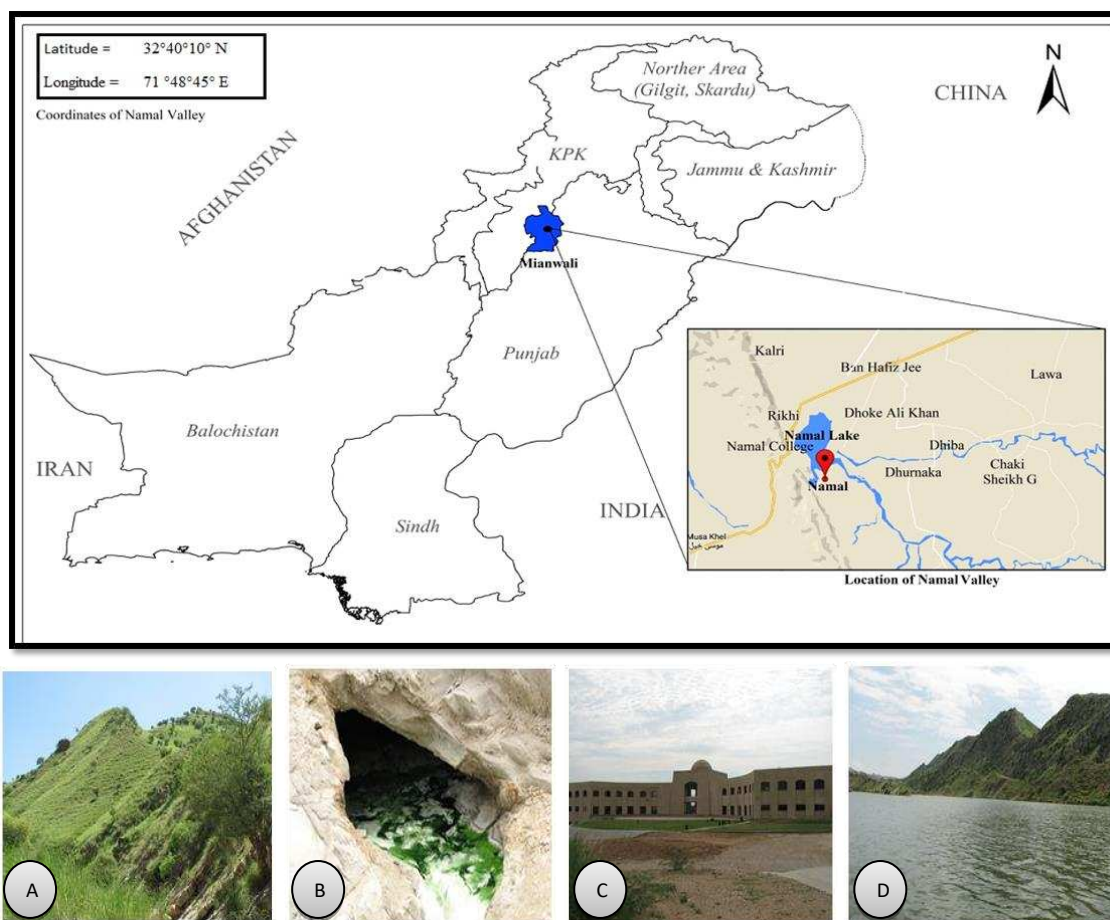 Latitude = 32°40'10° N
Longitude = 71 °48'45° E
Coordinates of Namal Valley
N
Norther Area
(Gilgit, Skardu)
CHINA
AFGHANISTAN
KPK
Jammu & Kashmir
Mianwali
Punjab
Balochistan
IRAN
Sindh
INDIA
Kalri
Ban Hafiz Jee
Lawa
Rikhi
Dhoke Ali Khan
Namal Lake
Namal College
Dhiba
Dhurnaka
Chaki
Sheikh G
Namal
Musa Khel
موسى خیل
Location of Namal Valley
A
B
C
D